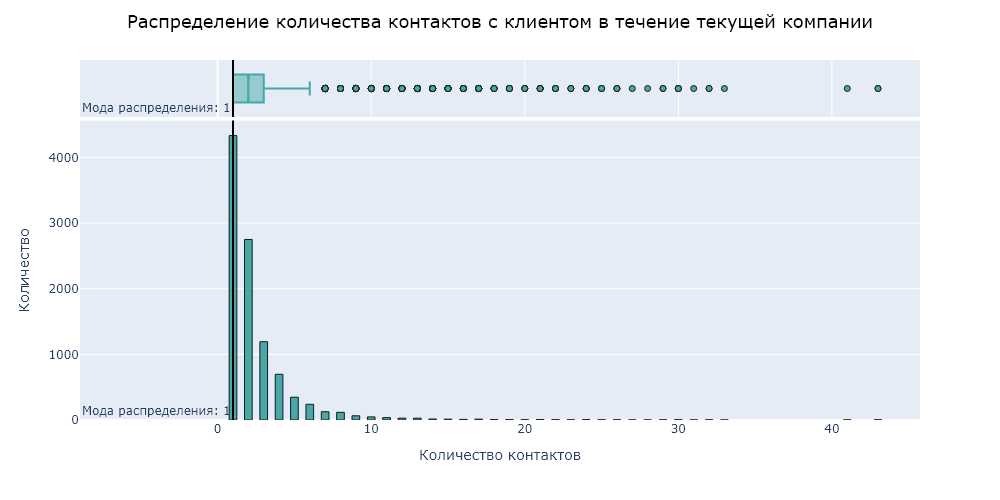 Распределение количества контактов с клиентом в течение текущей компании
Мода распределения: 1
4000
3000
2000
1000
0
Количество
Мода распределения: 1
0 10 20 30 40
Количество контактов